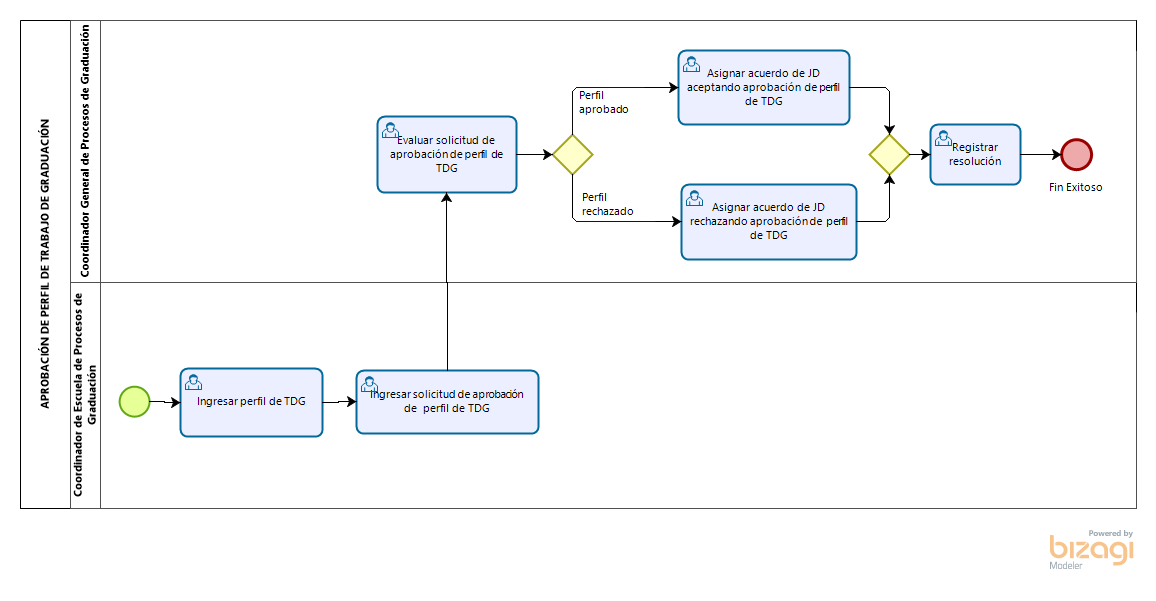 APROBACIÓN DE PERFIL DE TRABAJO DE GRADUACIÓN
Coordinador General de Procesos de Graduación
Evaluar solicitud de
aprobación de perfil de
TDG
Perfil
aprobado
Asignar acuerdo de JD
aceptando aprobación de perfil
de TDG
Perfil
rechazado
Asignar acuerdo de JD
rechazando aprobación de perfil
de TDG
Registrar
resolución
Fin Exitoso
Coordinador de Escuela de Procesos de
Graduación
Ingresar perfil de TDG
Ingresar solicitud de aprobación
de perfil de TDG
Powered by
bizagi
Modeler